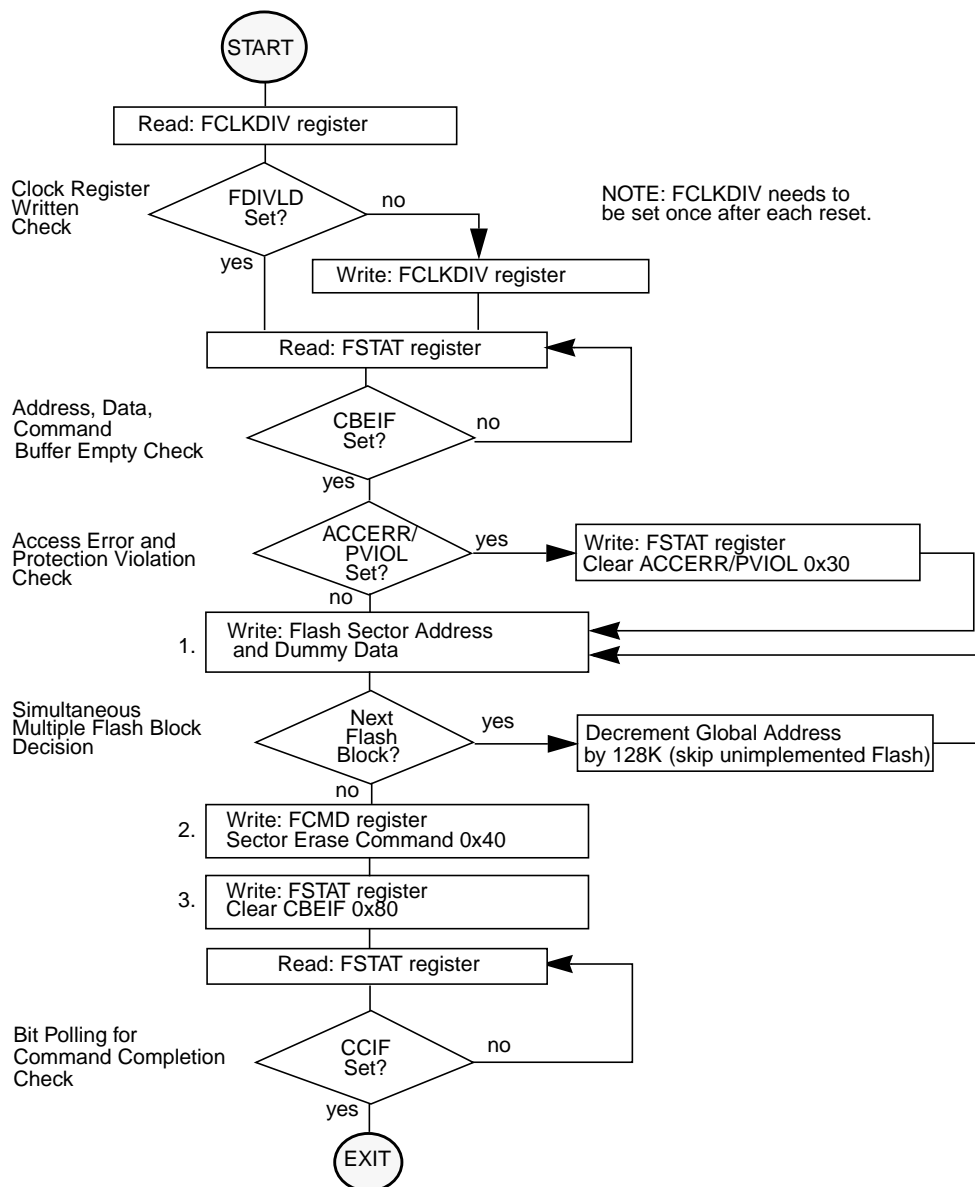 START
Read: FCLKDIV register
Clock Register
Written
Check
FDIVLD
Set?
no
yes
NOTE: FCLKDIV needs to
be set once after each reset.
Write: FCLKDIV register
Read: FSTAT register
Address, Data,
Command
Buffer Empty Check
CBEIF
Set?
no
yes
Access Error and
Protection Violation
Check
ACCERR/
PVIOL
Set?
yes
no
Write: FSTAT register
Clear ACCERR/PVIOL 0x30
1.
Write: Flash Sector Address
and Dummy Data
Simultaneous
Multiple Flash Block
Decision
Next
Flash
Block?
yes
no
Decrement Global Address
by 128K (skip unimplemented Flash)
2.
Write: FCMD register
Sector Erase Command 0x40
3.
Write: FSTAT register
Clear CBEIF 0x80
Read: FSTAT register
Bit Polling for
Command Completion
Check
CCIF
Set?
no
yes
EXIT